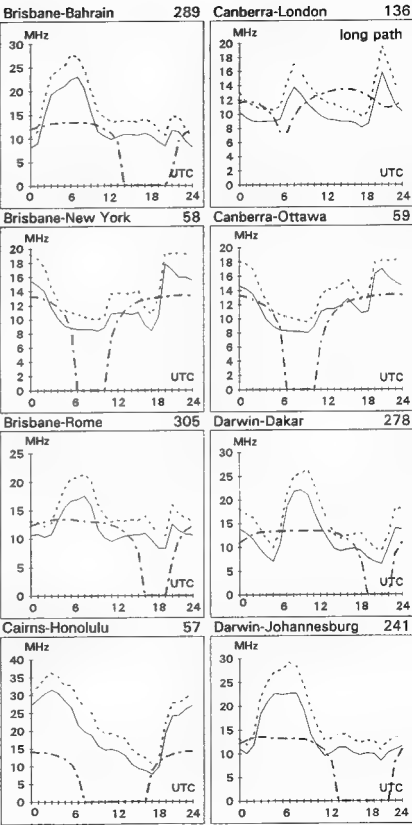 Brisbane-Bahrain 289
MHz
30
25
20
15
10
5
0
UTC
0 6 12 18 24
Canberra-London 136
MHz
long path
20
18
16
14
12
10
8
6
4
2
0
UTC
0 6 12 18 24
Brisbane-New York 58
MHz
20
18
16
14
12
10
8
6
4
2
0
UTC
0 6 12 18 24
Canberra-Ottawa 59
MHz
20
18
16
14
12
10
8
6
4
2
0
UTC
0 6 12 18 24
Brisbane-Rome 305
MHz
25
20
15
10
5
0
UTC
0 6 12 18 24
Darwin-Dakar 278
MHz
30
25
20
15
10
5
0
UTC
0 6 12 18 24
Cairns-Honolulu 57
MHz
40
35
30
25
20
15
10
5
0
UTC
0 6 12 18 24
Darwin-Johannesburg 241
MHz
30
25
20
15
10
5
0
UTC
0 6 12 18 24